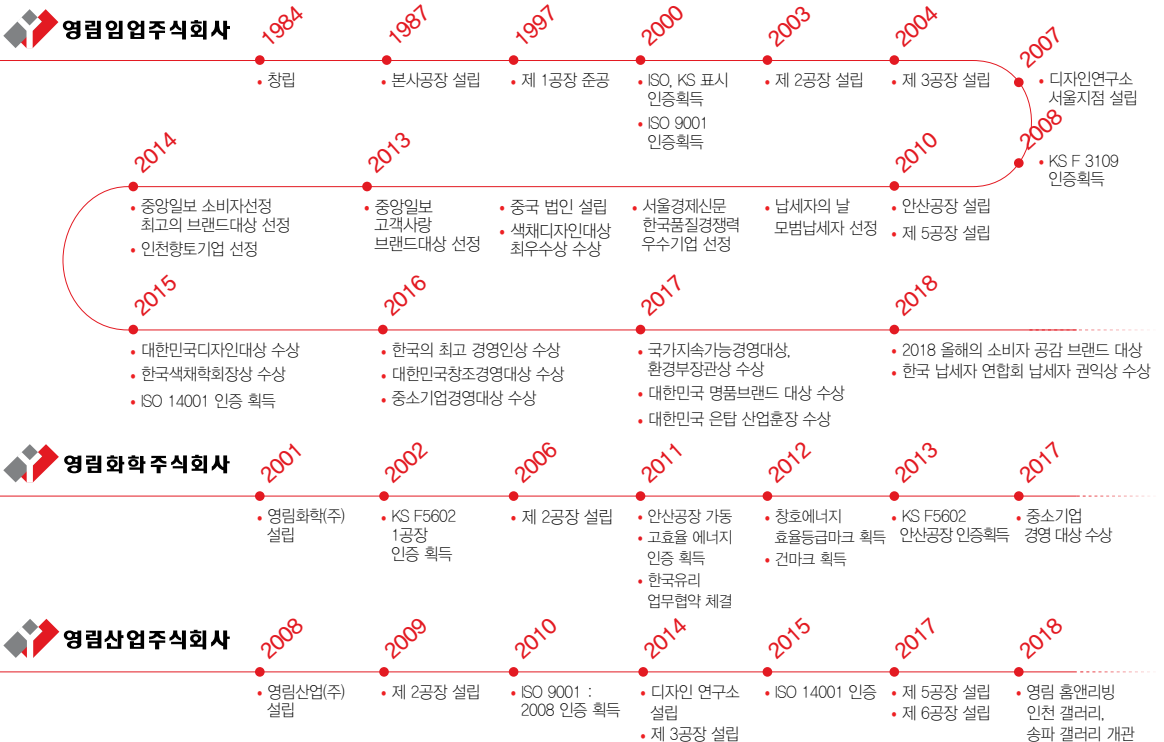 영림임업주식회사
1984
• 창립
1987
• 본사공장 설립
1997
• 제 1공장 준공
2000
• ISO, KS 표시
인증획득
• ISO 9001
인증획득
2003
• 제 2공장 설립
2004
• 제 3공장 설립
2007
• 디자인연구소
서울지점 설립
2008
• KS F 3109
인증획득
2010
• 안산공장 설립
• 제 5공장 설립
• 납세자의 날
모범납세자 선정
• 서울경제신문
한국품질경쟁력
우수기업 선정
• 중국 법인 설립
• 색채디자인대상
최우수상 수상
2013
• 중앙일보
고객사랑
브랜드대상 선정
2014
• 중앙일보 소비자선정
최고의 브랜드대상 선정
• 인천향토기업 선정
2015
• 대한민국디자인대상 수상
• 한국색채학회장상 수상
• ISO 14001 인증 획득
2016
• 한국의 최고 경영인상 수상
• 대한민국창조경영대상 수상
• 중소기업경영대상 수상
2017
• 국가지속가능경영대상,
환경부장관상 수상
• 대한민국 명품브랜드 대상 수상
• 대한민국 은탑 산업훈장 수상
2018
• 2018 올해의 소비자 공감 브랜드 대상
• 한국 납세자 연합회 납세자 권익상 수상
영림화학주식회사
2001
• 영림화학(주)
설립
2002
• KS F5602
1공장
인증 획득
2006
• 제 2공장 설립
2011
• 안산공장 가동
• 고효율 에너지
인증 획득
• 한국유리
업무협약 체결
2012
• 창호에너지
효율등급마크 획득
• 건마크 획득
2013
• KS F5602
안산공장 인증획득
2017
• 중소기업
경영 대상 수상
영림산업주식회사
2008
• 영림산업(주)
설립
2009
• 제 2공장 설립
2010
• ISO 9001 :
2008 인증 획득
2014
• 디자인 연구소
설립
• 제 3공장 설립
2015
• ISO 14001 인증
2017
• 제 5공장 설립
• 제 6공장 설립
2018
• 영림 홈앤리빙
인천 갤러리,
송파 갤러리 개관